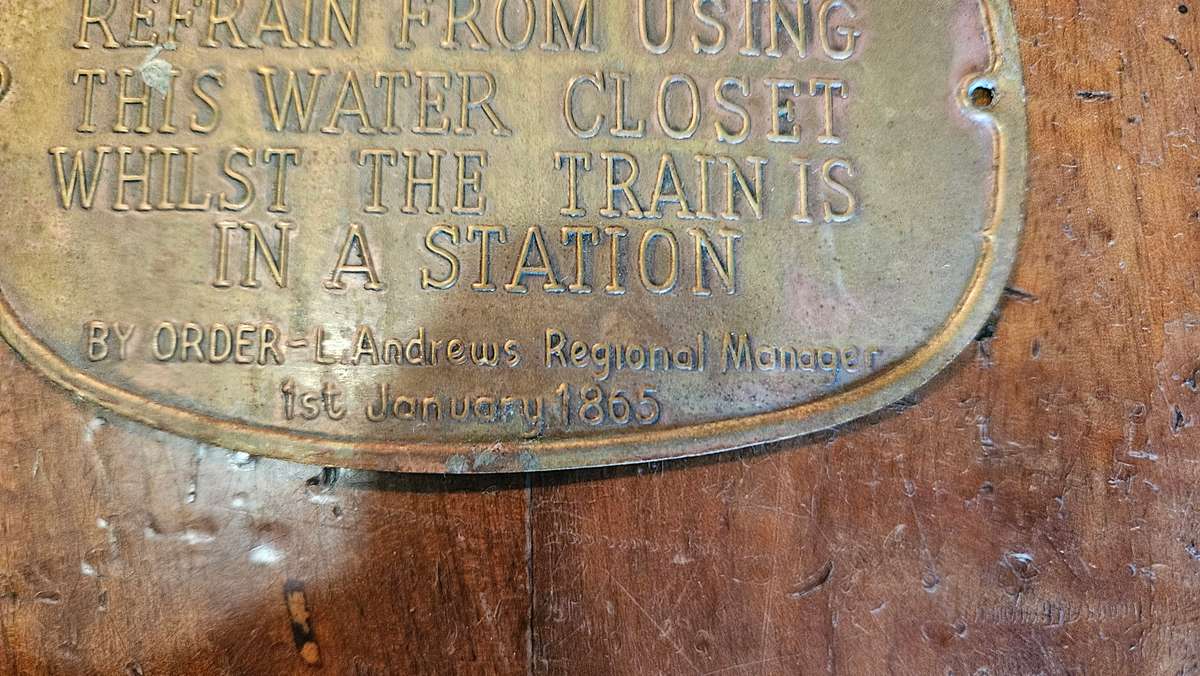 REFRAIN FROM USING
THIS WATER CLOSET
WHILST THE TRAIN IS
IN A STATION
BY ORDER-L.Andrews Regional Manager
1st January 1865